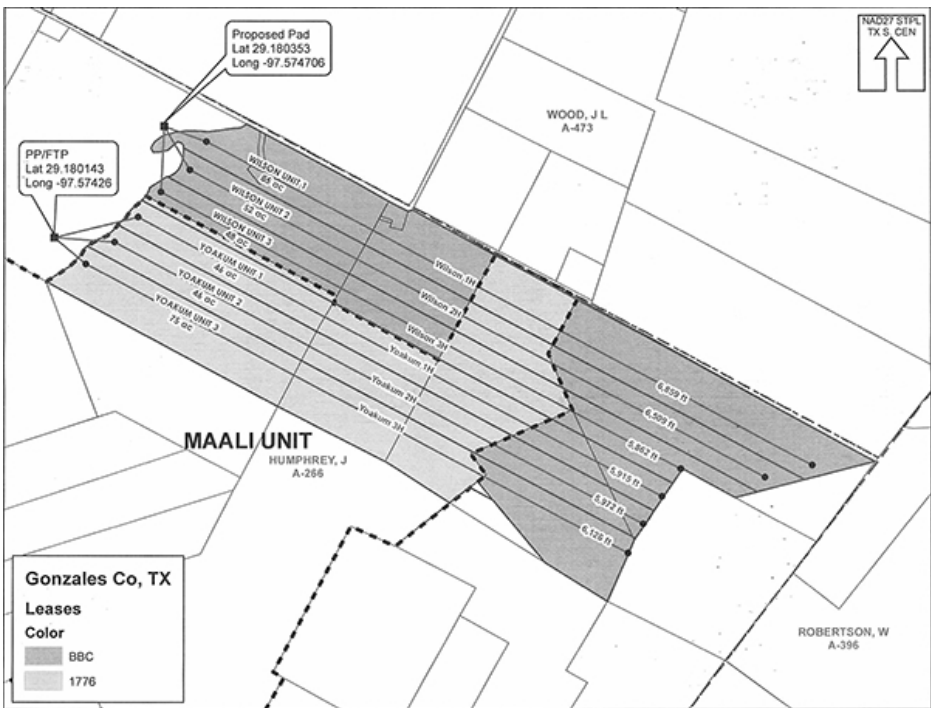 Proposed Pad
Lat 29.180353
Long -97.574706
NAD27 STPL
TX S. CEN
WOOD, J L
A-473
PP/FTP
Lat 29.180143
Long -97.57426
WILSON UNIT 1
65 ac
WILSON UNIT 2
52 ac
WILSON UNIT 3
48 ac
YOAKUM UNIT 1
46 ac
YOAKUM UNIT 2
46 ac
YOAKUM UNIT 3
75 ac
Wilson 1H
Wilson 2H
Wilson 3H
Yoakum 1H
Yoakum 2H
Yoakum 3H
6,859 ft
6,509 ft
5,862 ft
5,915 ft
5,972 ft
6,128 ft
MAALI UNIT
HUMPHREY, J
A-266
ROBERTSON, W
A-396
Gonzales Co, TX
Leases
Color
BBC
1776